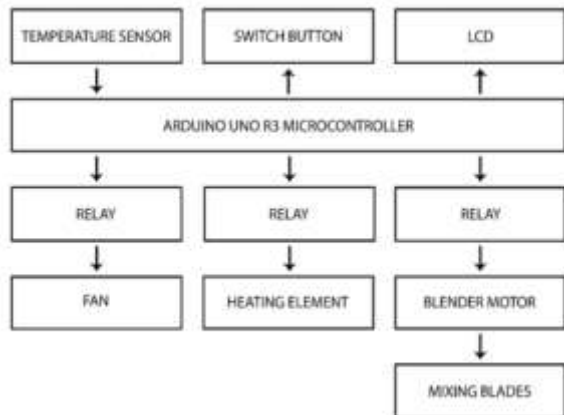 TEMPERATURE SENSOR
SWITCH BUTTON
LCD
ARDUINO UNO R3 MICROCONTROLLER
RELAY
RELAY
RELAY
FAN
HEATING ELEMENT
BLENDER MOTOR
MIXING BLADES